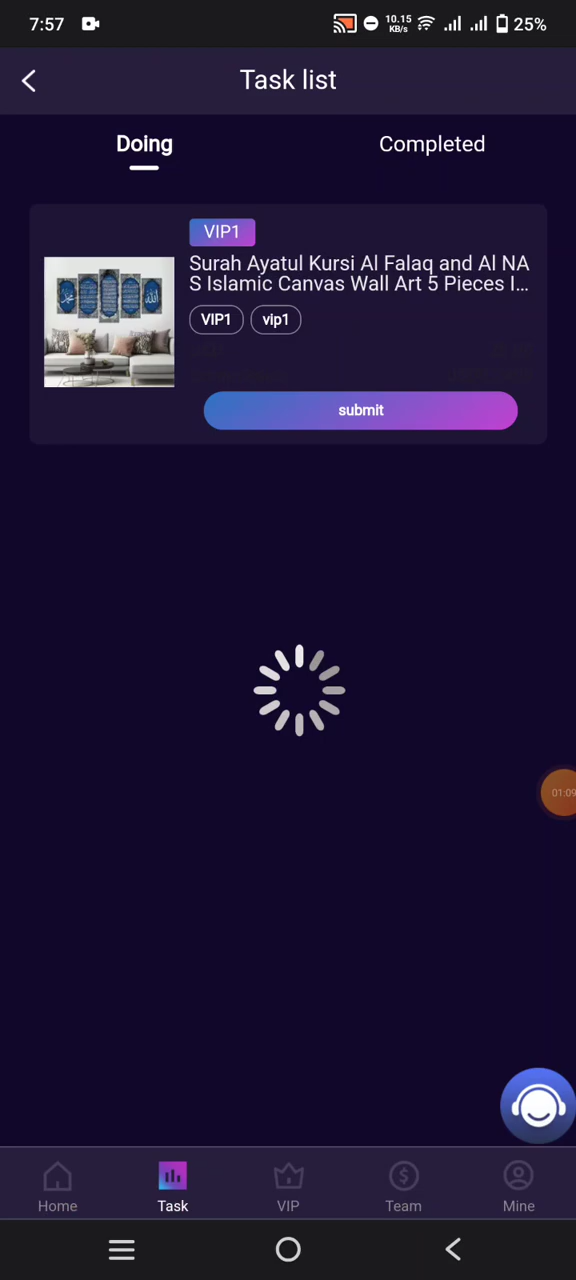 7:57
10.15
KB/s
25%
Task list
Doing
Completed
VIP1
Surah Ayatul Kursi Al Falaq and Al NA
S Islamic Canvas Wall Art 5 Pieces I...
VIP1
vip1
submit
01:09
Home
Task
VIP
Team
Mine